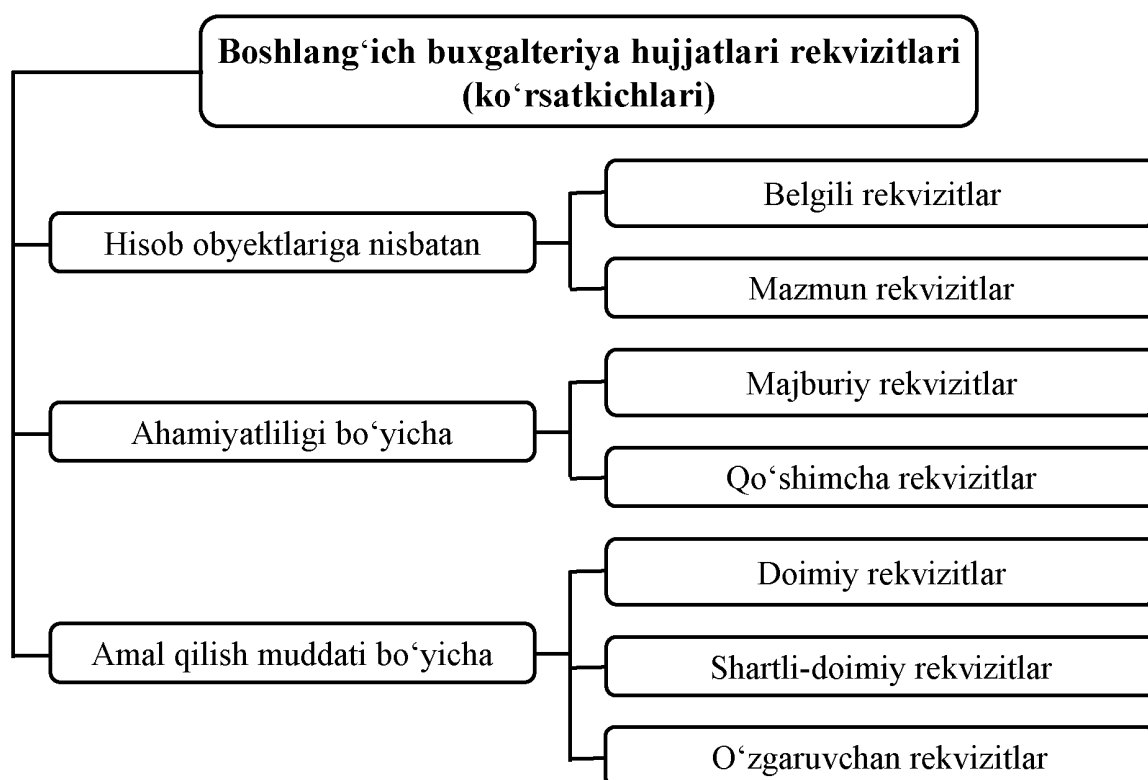 Boshlang‘ich buxgalteriya hujjatlari rekvizitlari
(ko‘rsatkichlari)
Hisob obyektlariga nisbatan
Belgili rekvizitlar
Mazmun rekvizitlar
Ahamiyatliligi bo‘yicha
Majburiy rekvizitlar
Qo‘shimcha rekvizitlar
Amal qilish muddati bo‘yicha
Doimiy rekvizitlar
Shartli-doimiy rekvizitlar
O‘zgaruvchan rekvizitlar